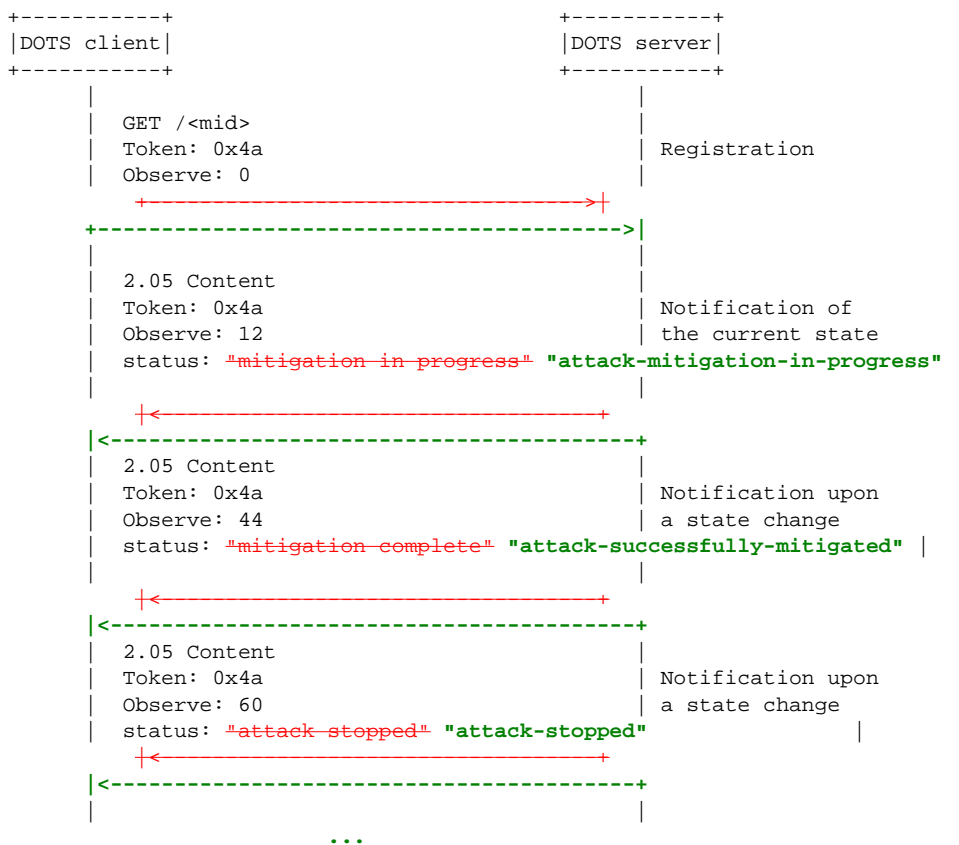 +-----------+                              +-----------+
|DOTS client|                              |DOTS server|
+-----------+                              +-----------+
      |                                          |
      |  GET /<mid>                              |
      |  Token: 0x4a                             | Registration
      |  Observe: 0                              |
          +---------------------------------->|
      +----------------------------------------->|
      |                                          |
      |  2.05 Content                            |
      |  Token: 0x4a                             | Notification of
      |  Observe: 12                             | the current state
      |  status: "mitigation in progress" "attack-mitigation-in-progress"
      |                                          |
          |<----------------------------------+
      |<-----------------------------------------+
      |  2.05 Content                            |
      |  Token: 0x4a                             | Notification upon
      |  Observe: 44                             | a state change
      |  status: "mitigation complete" "attack-successfully-mitigated" |
      |                                          |
          |<----------------------------------+
      |<-----------------------------------------+
      |  2.05 Content                            |
      |  Token: 0x4a                             | Notification upon
      |  Observe: 60                             | a state change
      |  status: "attack stopped" "attack-stopped"                |
          |<----------------------------------+
      |<-----------------------------------------+
      |                                          |
                         ...